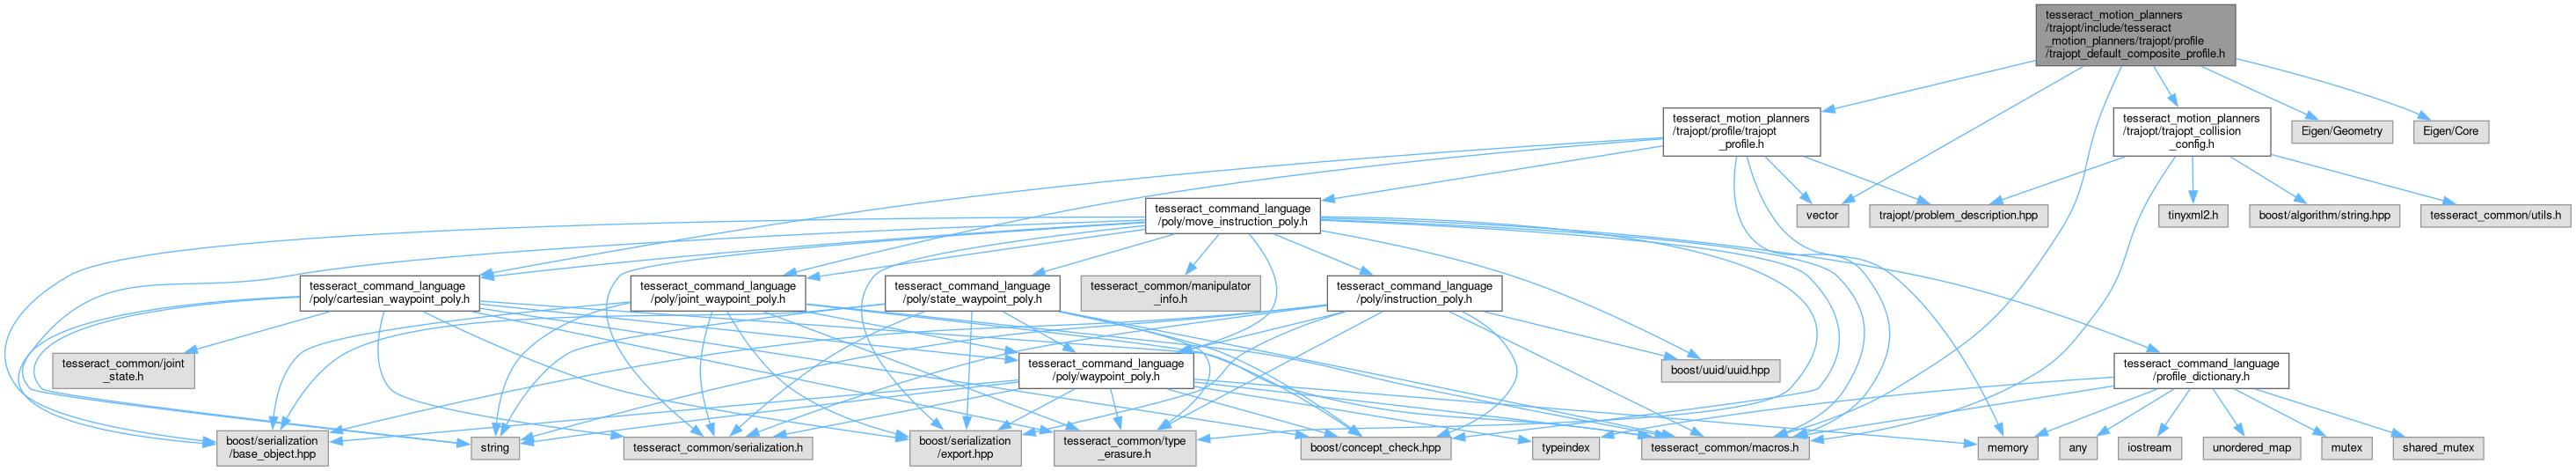 tesseract_motion_planners
/trajopt/include/tesseract
_motion_planners/trajopt/profile
/trajopt_default_composite_profile.h
tesseract_motion_planners
/trajopt/profile/trajopt
_profile.h
tesseract_motion_planners
/trajopt/trajopt_collision
_config.h
Eigen/Geometry
Eigen/Core
tesseract_command_language
/poly/move_instruction_poly.h
vector
trajopt/problem_description.hpp
tinyxml2.h
boost/algorithm/string.hpp
tesseract_common/utils.h
tesseract_command_language
/poly/cartesian_waypoint_poly.h
tesseract_command_language
/poly/joint_waypoint_poly.h
tesseract_command_language
/poly/state_waypoint_poly.h
tesseract_common/manipulator
_info.h
tesseract_command_language
/poly/instruction_poly.h
tesseract_common/joint
_state.h
tesseract_command_language
/poly/waypoint_poly.h
boost/uuid/uuid.hpp
tesseract_command_language
/profile_dictionary.h
boost/serialization
/base_object.hpp
string
tesseract_common/serialization.h
boost/serialization
/export.hpp
tesseract_common/type
_erasure.h
boost/concept_check.hpp
typeindex
tesseract_common/macros.h
memory
any
iostream
unordered_map
mutex
shared_mutex